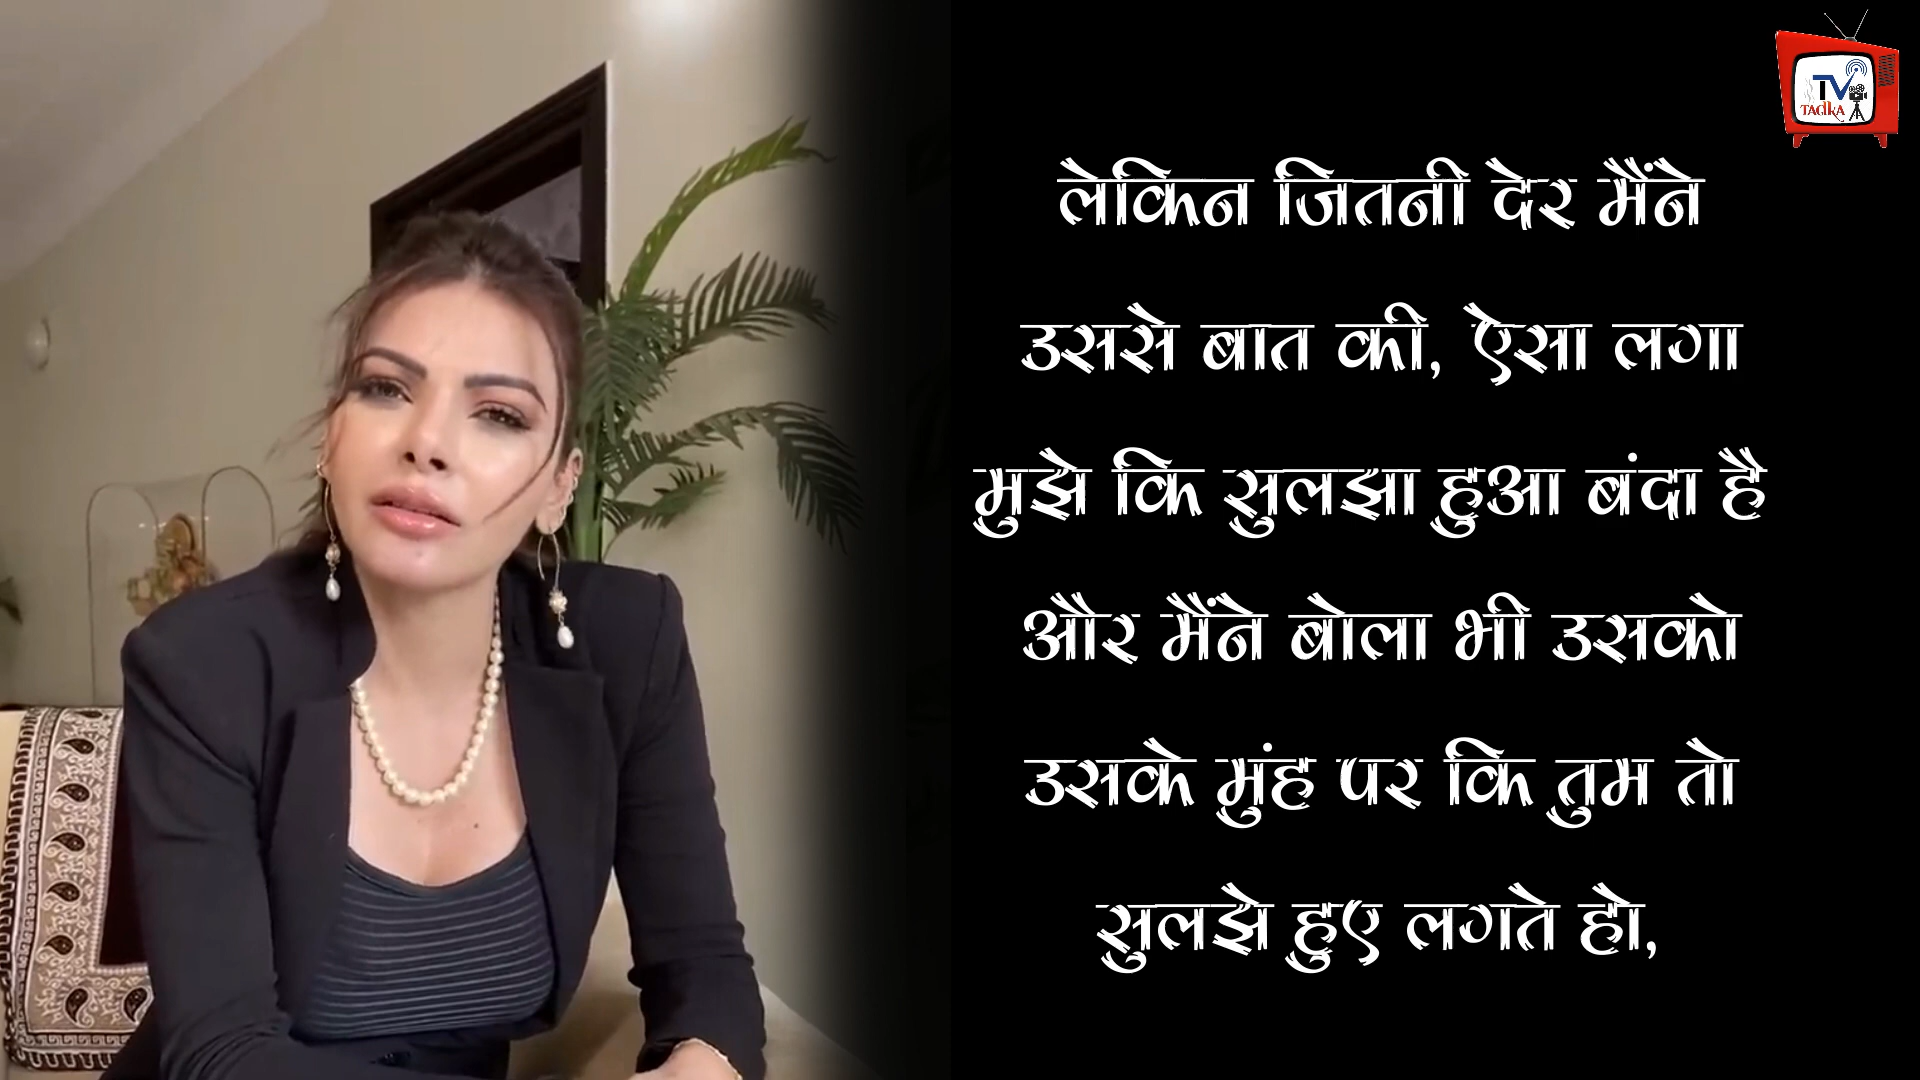 TV
TADKA
लेकिन जितनी देर मैंने
उससे बात की, ऐसा लगा
मुझे कि सुलझा हुआ बंदा है
और मैंने बोला भी उसको
उसके मुंह पर कि तुम तो
सुलझे हुए लगते हो,